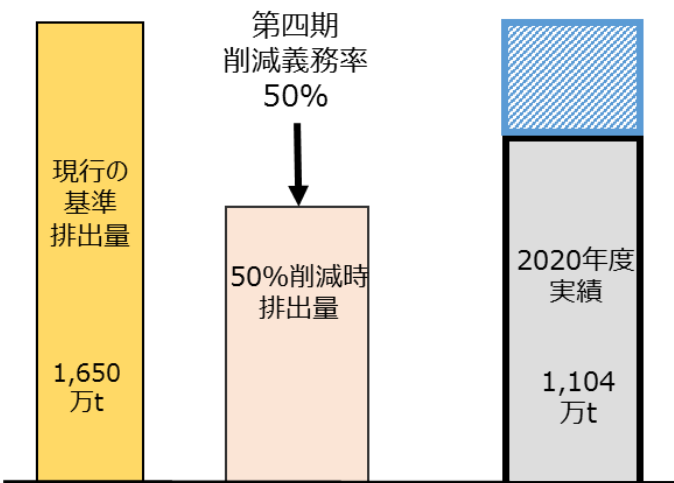 第四期
削減義務率
50%
現行の
基準
排出量
1,650
万t
50%削減時
排出量
2020年度
実績
1,104
万t